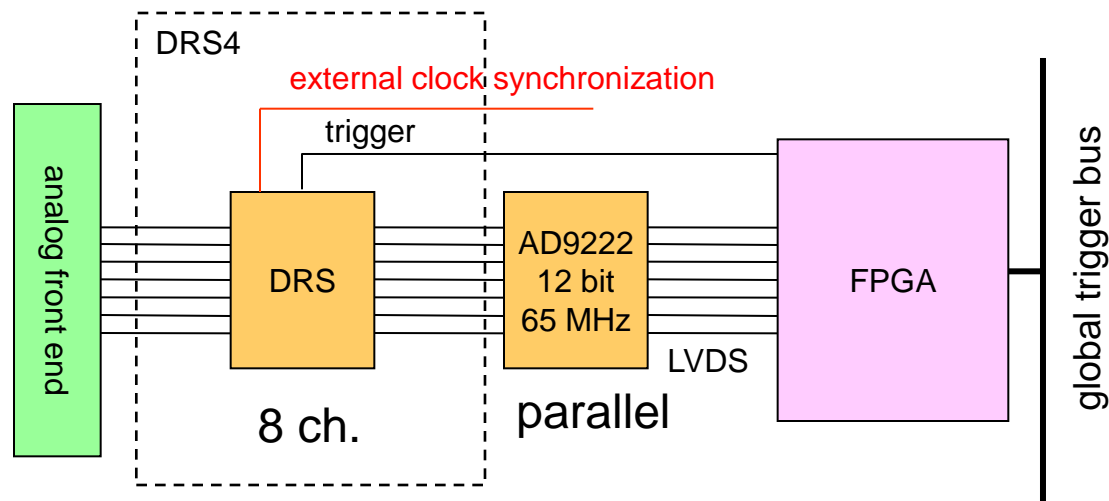 DRS4
external clock synchronization
trigger
analog front end
DRS
AD9222
12 bit
65 MHz
FPGA
LVDS
8 ch.
parallel
global trigger bus